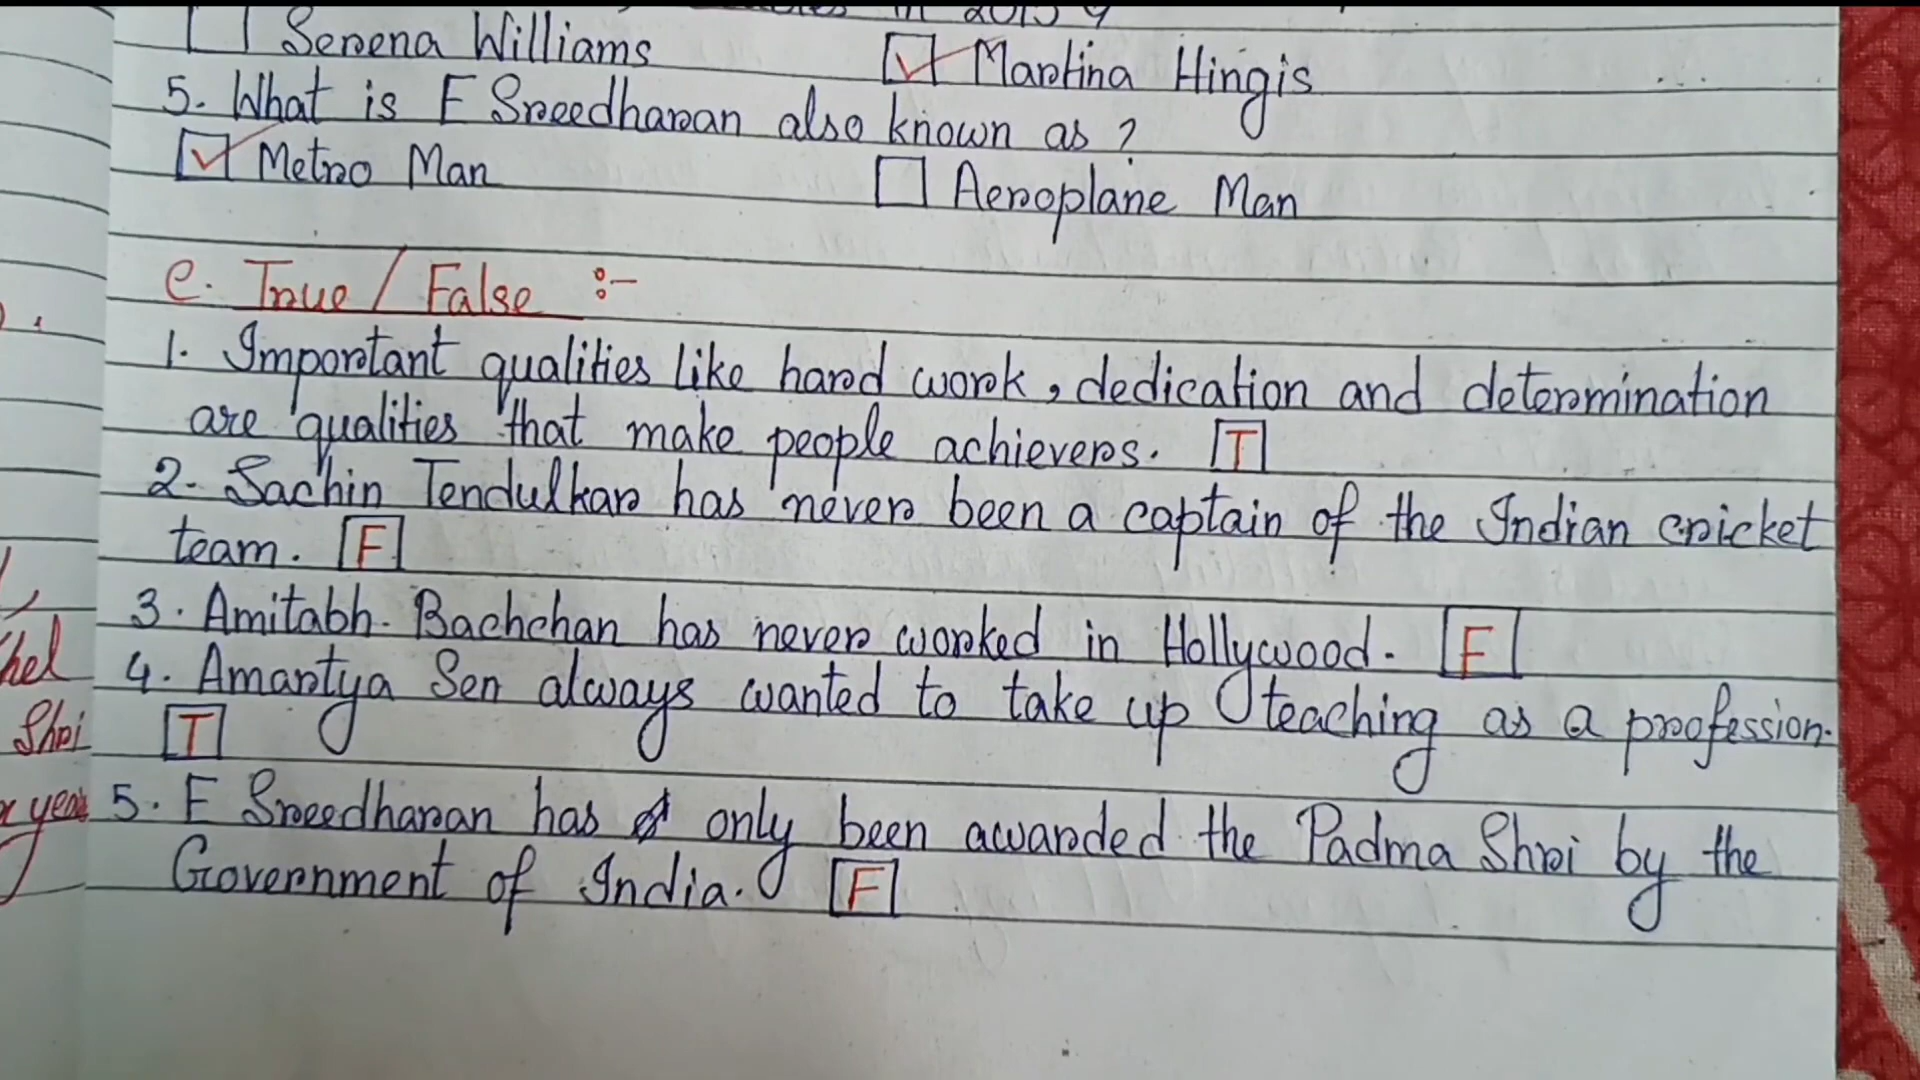 in 2015 ?
Serena Williams ✓ Martina Hingis
5. What is E Sreedharan also known as ?
✓ Metro Man Aeroplane Man
e. True / False :-
1. Important qualities like hard work, dedication and determination
are qualities that make people achievers. T
2. Sachin Tendulkar has never been a captain of the Indian cricket
team. F
3. Amitabh Bachchan has never worked in Hollywood. F
4. Amartya Sen always wanted to take up teaching as a profession.
Shri T
year 5. E Sreedharan has only been awarded the Padma Shri by the
Government of India. F